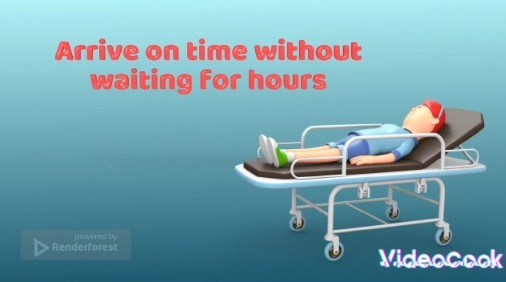 Arrive on time without
waiting for hours
powered by
Renderforest
VideoCook